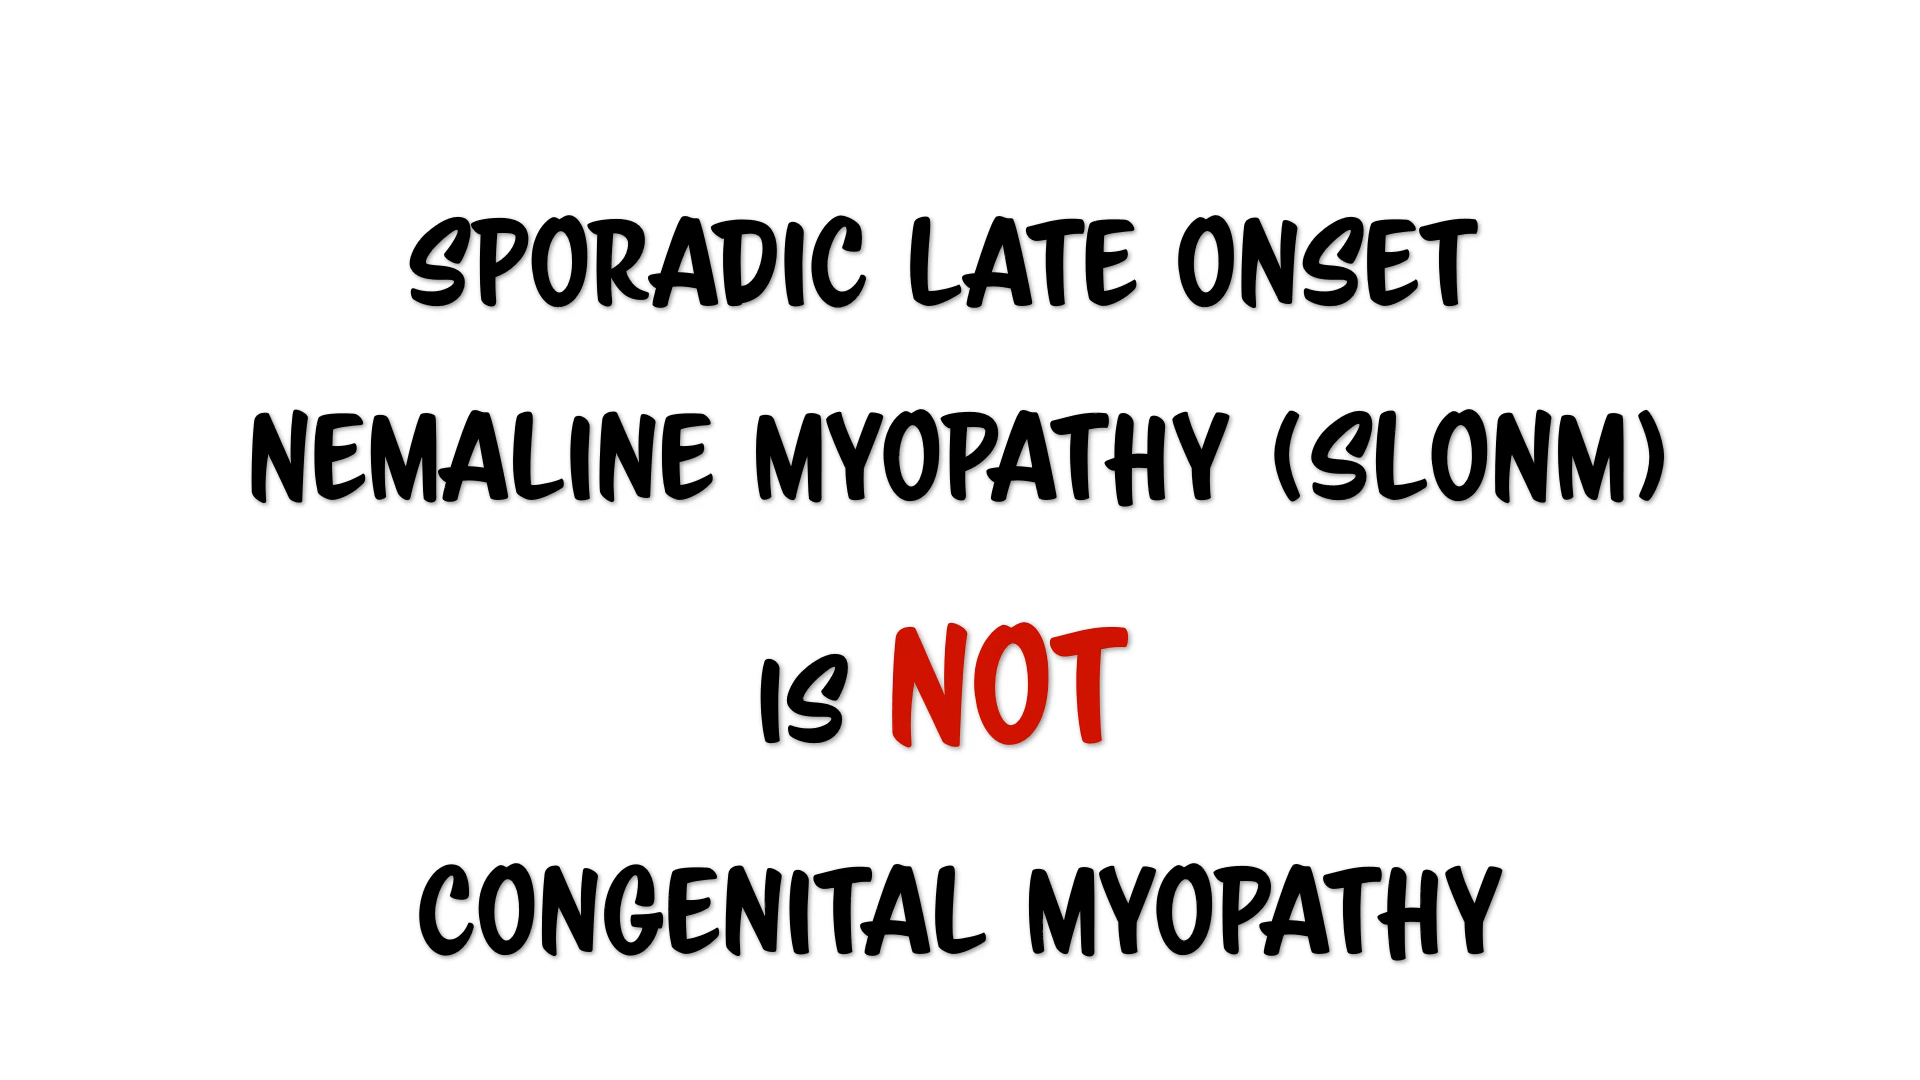 SPORADIC LATE ONSET
NEMALINE MYOPATHY (SLONM)
IS NOT
CONGENITAL MYOPATHY